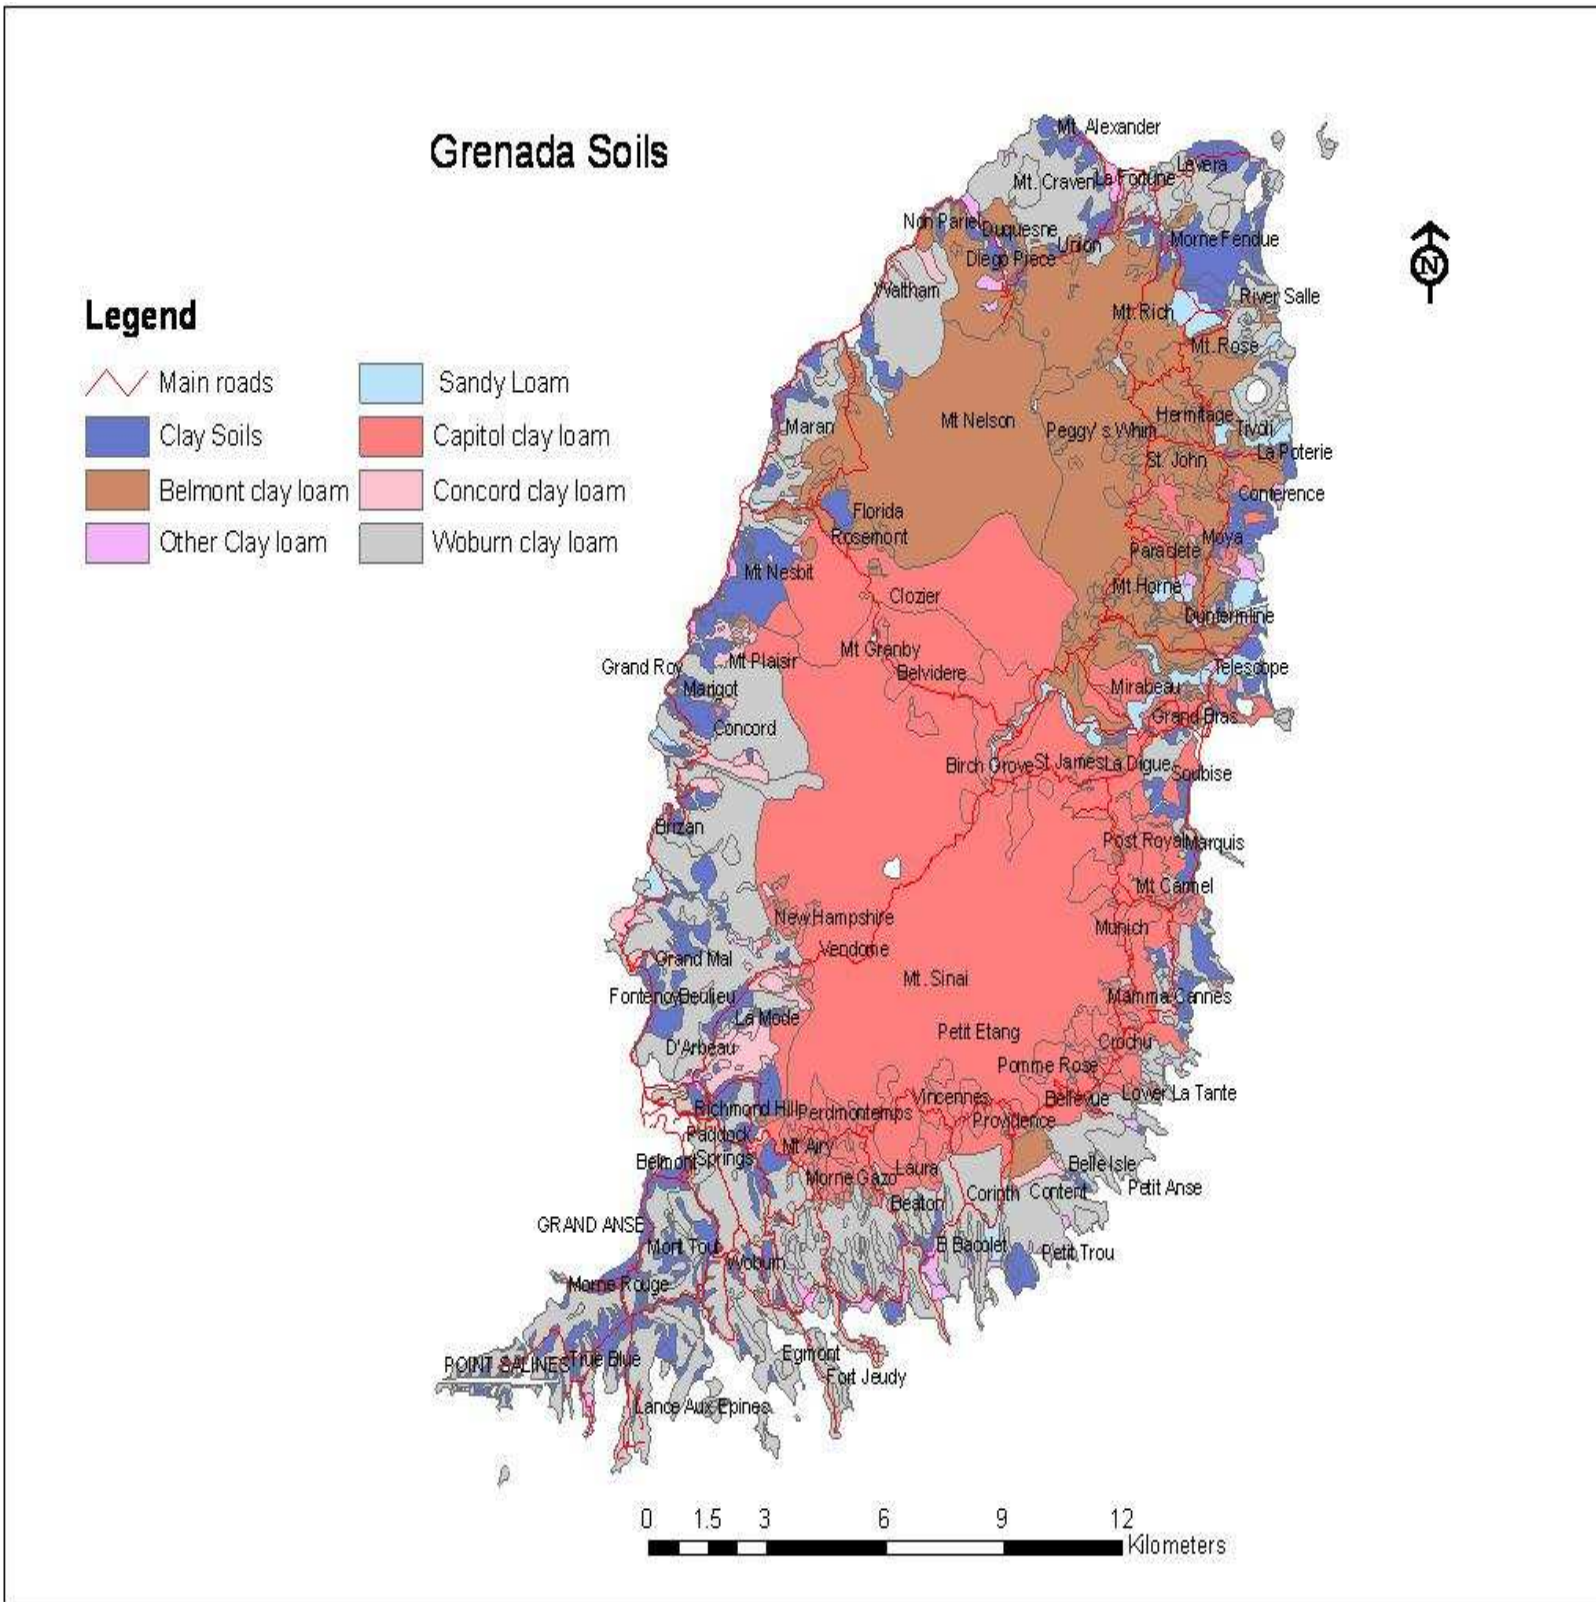 Grenada Soils
N
Legend
Main roads
Sandy Loam
Clay Soils
Capitol clay loam
Belmont clay loam
Concord clay loam
Other Clay loam
Woburn clay loam
Mt. Alexander
Levera
Mt. Craven
La Fortune
Non Pariel
Duquesne
Union
Morne Fendue
Diego Piece
Waltham
River Salle
Mt. Rich
Mt. Rose
Mt Nelson
Hermitage
Maran
Peggy' s Whim
Tivoli
St. John
La Poterie
Conference
Florida
Rosemont
Moya
Paraclete
Mt Nesbit
Mt Horne
Clozier
Dunfermline
Mt Granby
Grand Roy
Mt Plaisir
Belvidere
Telescope
Marigot
Mirabeau
Grand Bras
Concord
Birch Grove
St James
La Digue
Soubise
Brizan
Post Royal
Marquis
Mt Carmel
New Hampshire
Munich
Vendome
Grand Mal
Mt. Sinai
Fontenoy
Beulieu
Mamma Cannes
La Mode
Petit Etang
D'Arbeau
Crochu
Pomme Rose
Lower La Tante
Vincennes
Bellevue
Richmond Hill
Perdmontemps
Providence
Paddock
Mt Airy
Belmont
Springs
Laura
Belle Isle
Morne Gazo
Corinth
Content
Petit Anse
Beaton
GRAND ANSE
Mont Tout
B Bacolet
Petit Trou
Woburn
Morne Rouge
POINT SALINES
True Blue
Egmont
Fort Jeudy
Lance Aux Epines
0 1.5 3 6 9 12
Kilometers